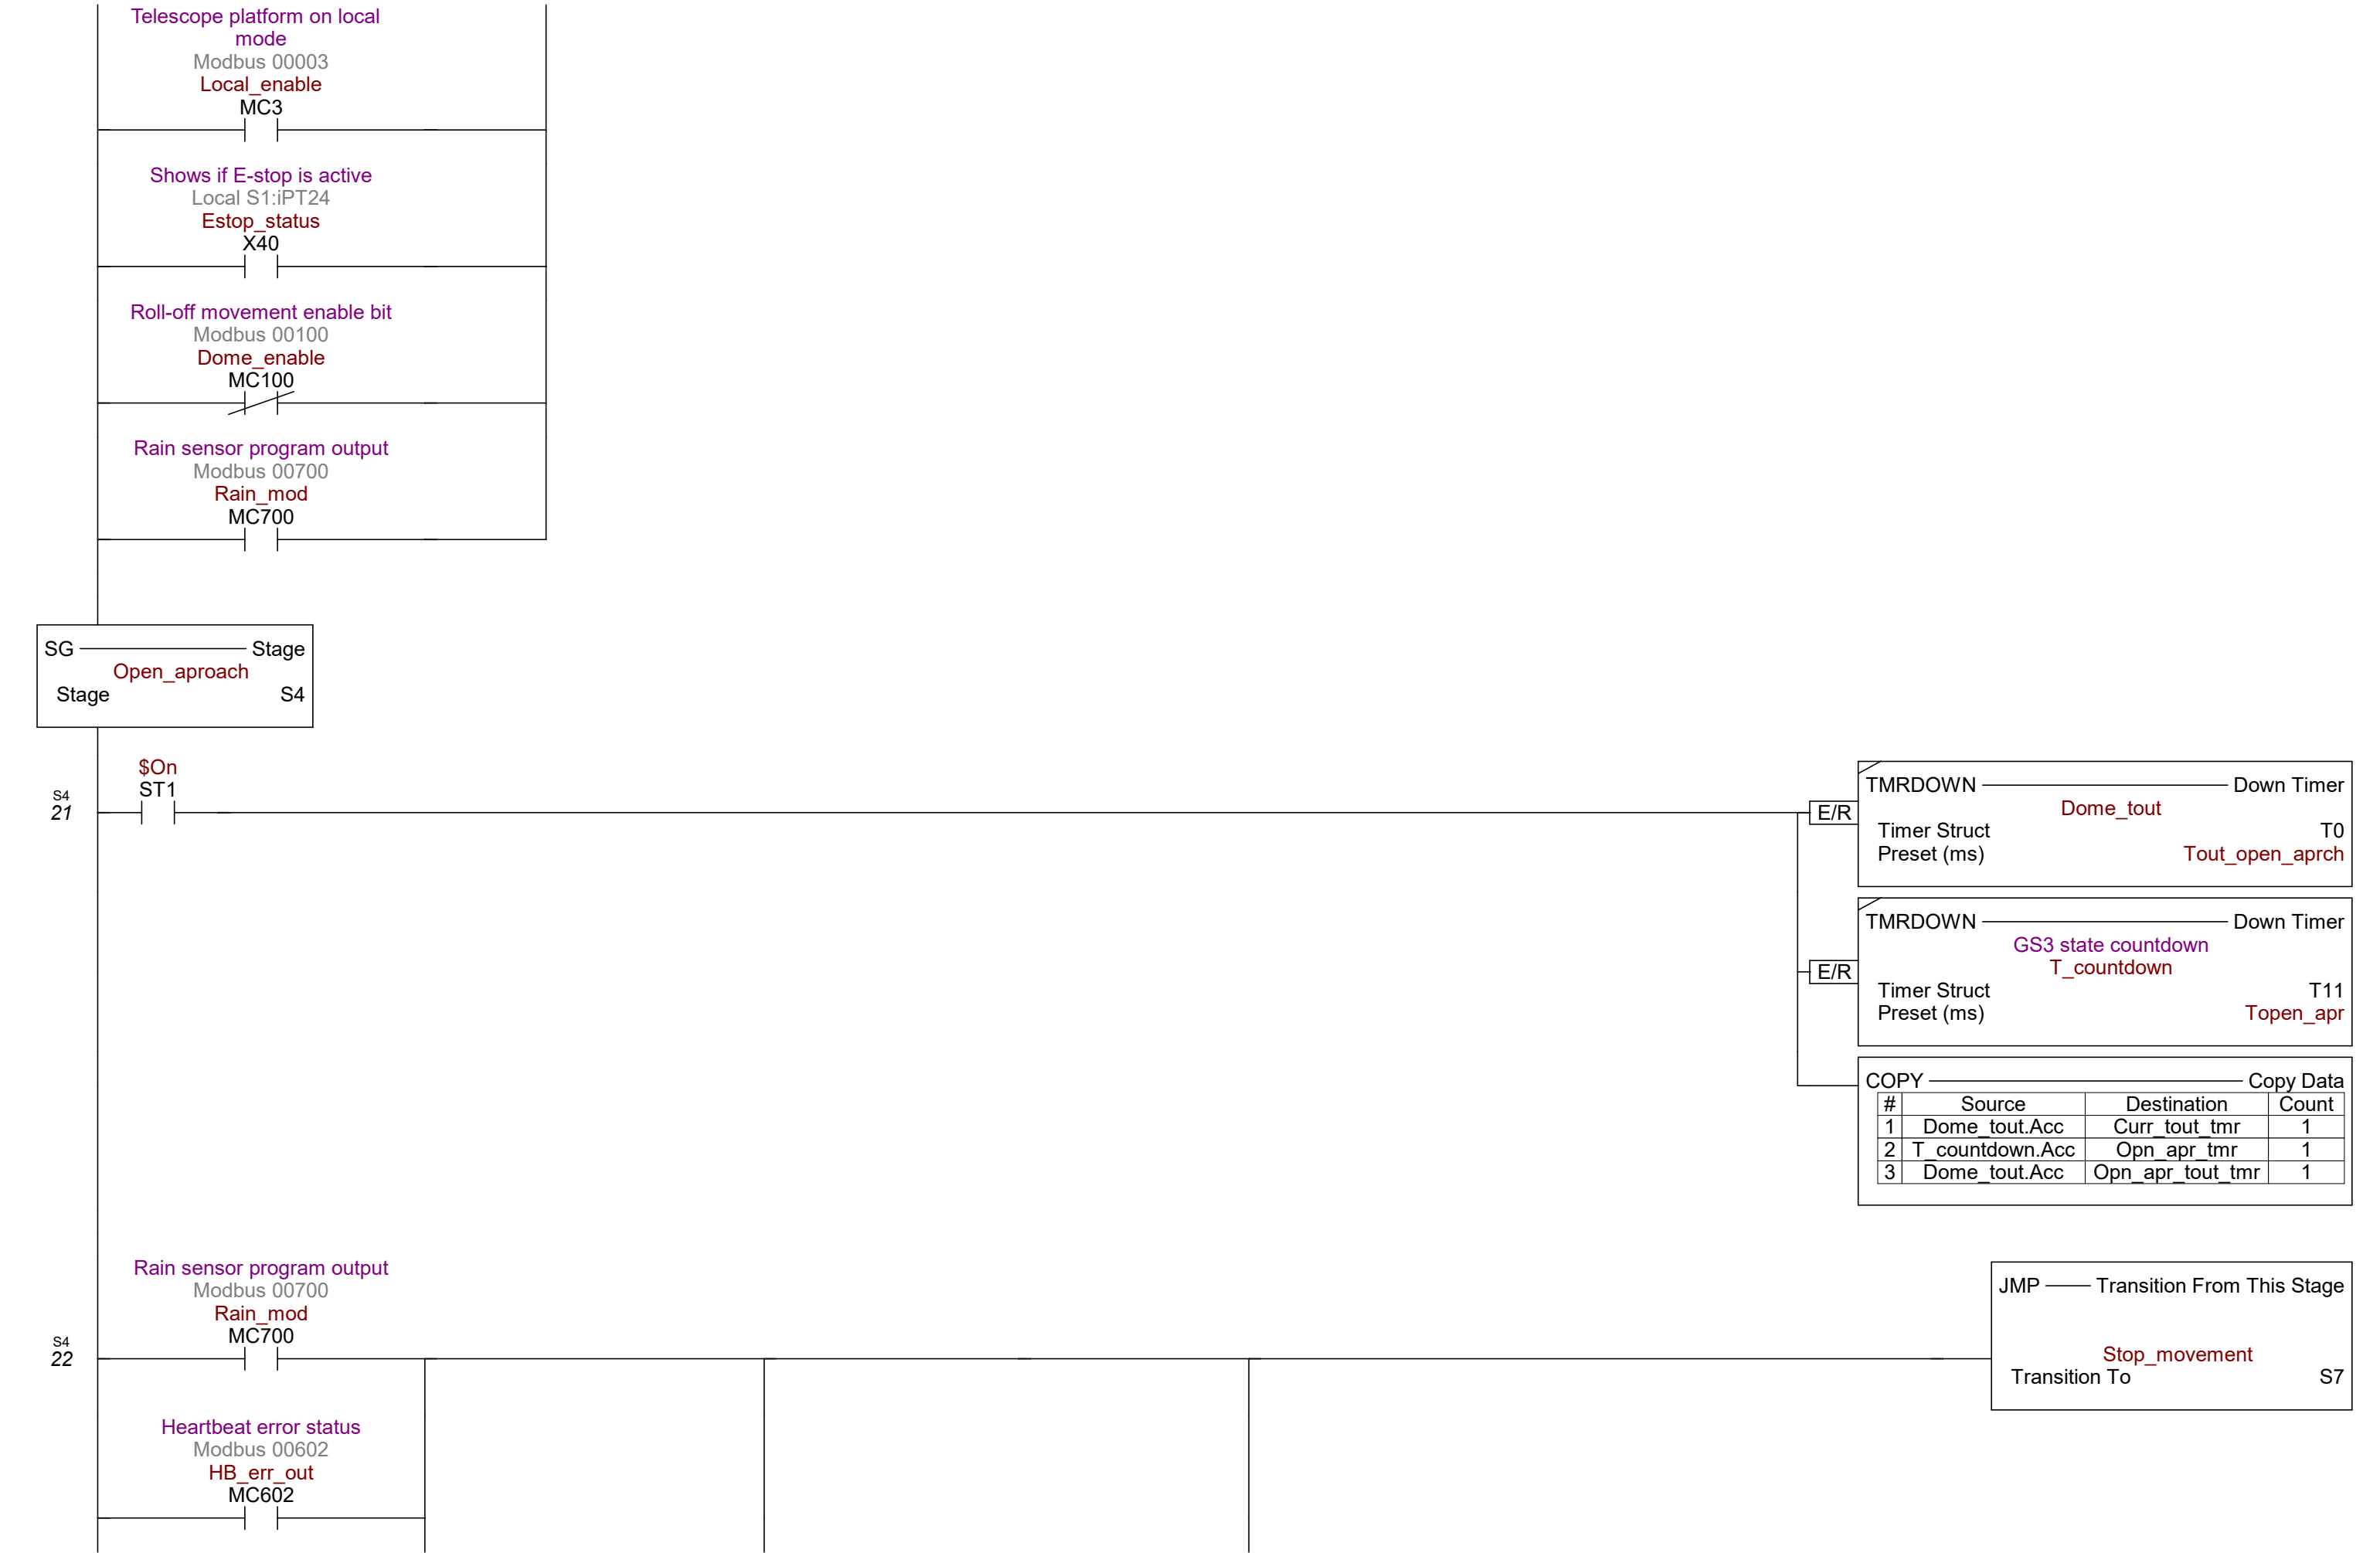 Telescope platform on local
mode
Modbus 00003
Local_enable
MC3
Shows if E-stop is active
Local S1:iPT24
Estop_status
X40
Roll-off movement enable bit
Modbus 00100
Dome_enable
MC100
Rain sensor program output
Modbus 00700
Rain_mod
MC700
SG Stage
Open_aproach
Stage S4
$On
ST1
S4
21
E/R
TMRDOWN Down Timer
Dome_tout
Timer Struct T0
Preset (ms) Tout_open_aprch
E/R
TMRDOWN Down Timer
GS3 state countdown
T_countdown
Timer Struct T11
Preset (ms) Topen_apr
COPY Copy Data
# Source Destination Count
1 Dome_tout.Acc Curr_tout_tmr 1
2 T_countdown.Acc Opn_apr_tmr 1
3 Dome_tout.Acc Opn_apr_tout_tmr 1
Rain sensor program output
Modbus 00700
Rain_mod
MC700
S4
22
JMP Transition From This Stage
Stop_movement
Transition To S7
Heartbeat error status
Modbus 00602
HB_err_out
MC602